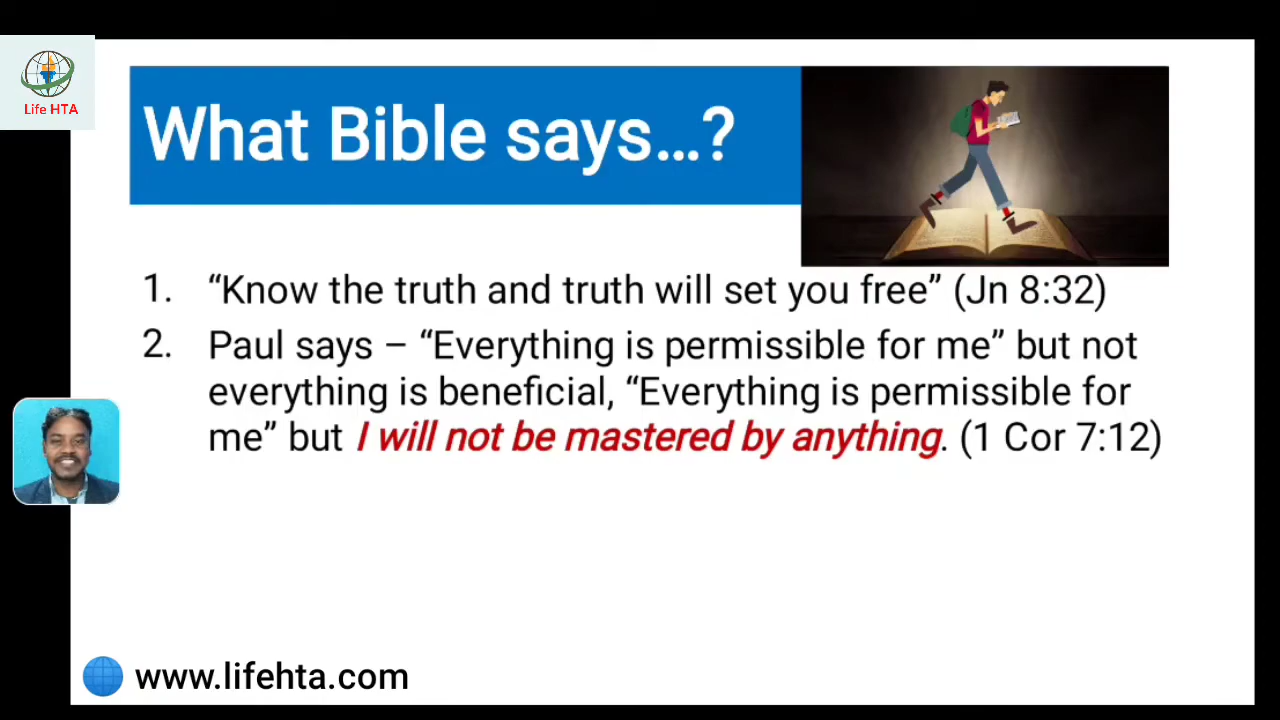 Life HTA
What Bible says...?
1. “Know the truth and truth will set you free” (Jn 8:32)
2. Paul says – “Everything is permissible for me” but not
everything is beneficial, “Everything is permissible for
me” but I will not be mastered by anything. (1 Cor 7:12)
www.lifehta.com